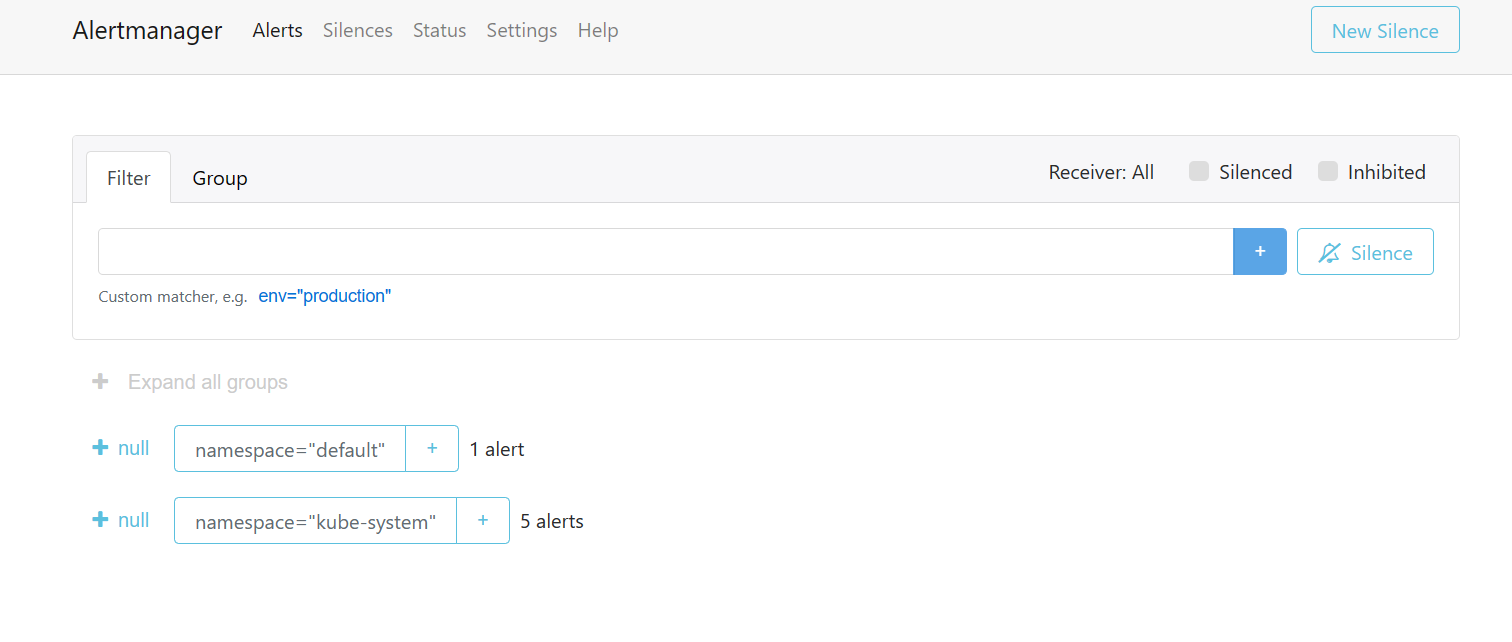 Alertmanager Alerts Silences Status Settings Help New Silence
Filter Group Receiver: All Silenced Inhibited
+ Silence
Custom matcher, e.g. env="production"
+ Expand all groups
+ null namespace="default" + 1 alert
+ null namespace="kube-system" + 5 alerts